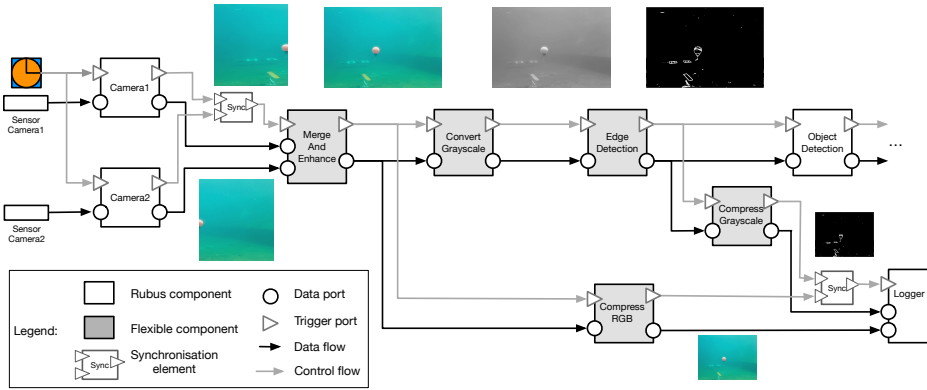 Sensor
Camera1
Camera1
Sync
Merge
And
Enhance
Convert
Grayscale
Edge
Detection
Object
Detection
...
Sensor
Camera2
Camera2
Compress
Grayscale
Compress
RGB
Sync
Logger
Legend:
Rubus component
Flexible component
Sync
Synchronisation
element
Data port
Trigger port
Data flow
Control flow